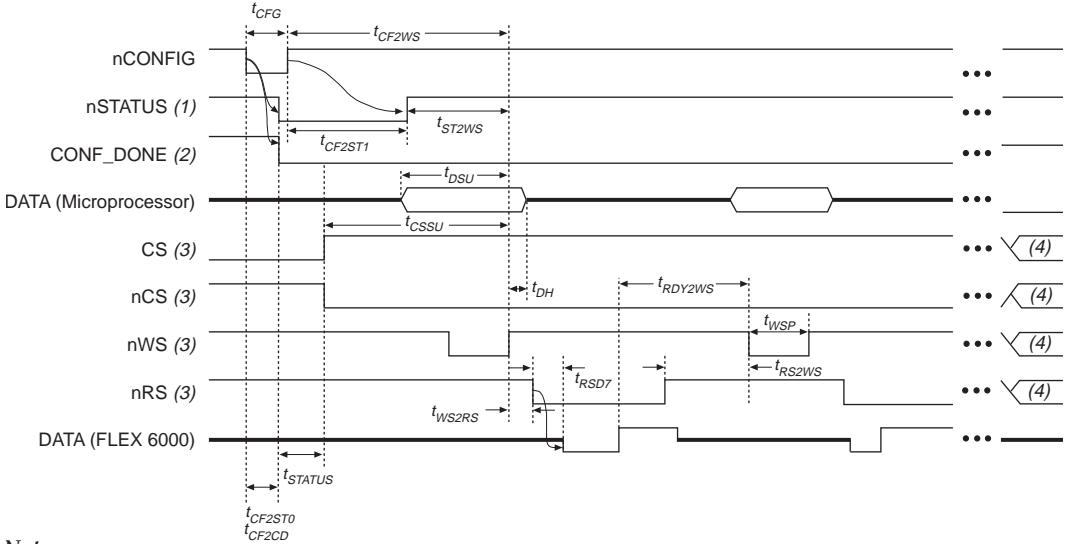 tCFG
tCF2WS
nCONFIG
nSTATUS (1)
tST2WS
tCF2ST1
CONF_DONE (2)
tDSU
DATA (Microprocessor)
tCSSU
CS (3)
(4)
nCS (3)
tDH
tRDY2WS
(4)
tWSP
nWS (3)
(4)
tRSD7
tRS2WS
nRS (3)
(4)
tWS2RS
DATA (FLEX 6000)
tSTATUS
tCF2ST0
tCF2CD